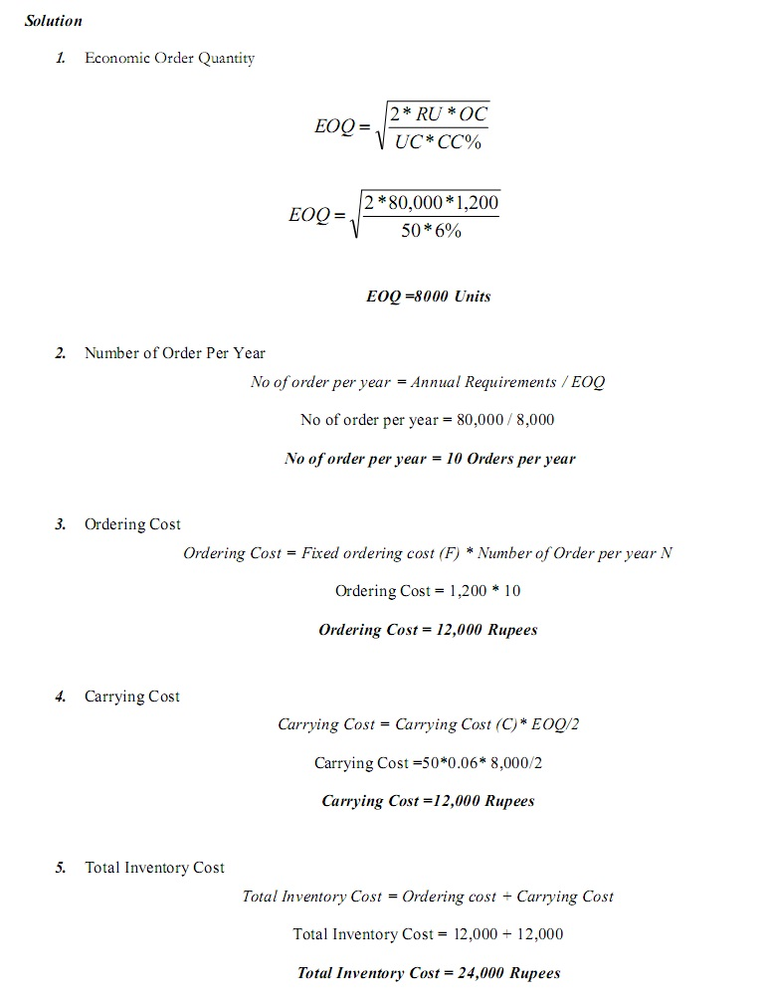 Solution
1. Economic Order Quantity
EOQ = √(2 * RU * OC / UC * CC%)
EOQ = √(2 * 80,000 * 1,200 / 50 * 6%)
EOQ =8000 Units
2. Number of Order Per Year
No of order per year = Annual Requirements / EOQ
No of order per year = 80,000 / 8,000
No of order per year = 10 Orders per year
3. Ordering Cost
Ordering Cost = Fixed ordering cost (F) * Number of Order per year N
Ordering Cost = 1,200 * 10
Ordering Cost = 12,000 Rupees
4. Carrying Cost
Carrying Cost = Carrying Cost (C)* EOQ/2
Carrying Cost =50*0.06* 8,000/2
Carrying Cost =12,000 Rupees
5. Total Inventory Cost
Total Inventory Cost = Ordering cost + Carrying Cost
Total Inventory Cost = 12,000 + 12,000
Total Inventory Cost = 24,000 Rupees